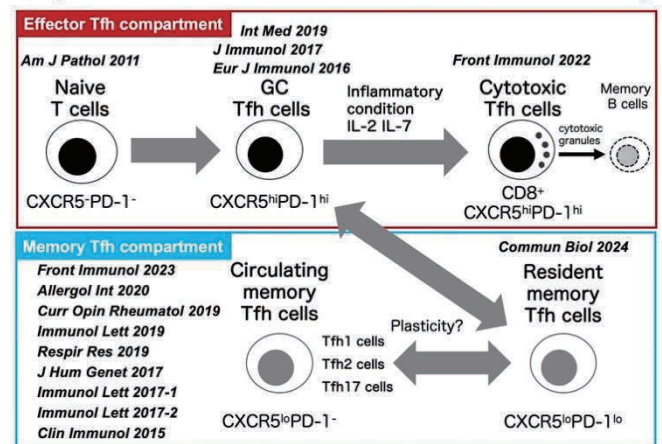 Effector Tfh compartment
Int Med 2019
J Immunol 2017
Eur J Immunol 2016
Am J Pathol 2011
Front Immunol 2022
Naive
T cells
GC
Tfh cells
Inflammatory
condition
IL-2 IL-7
Cytotoxic
Tfh cells
Memory
B cells
cytotoxic
granules
CXCR5⁻PD-1⁻
CXCR5ʰⁱPD-1ʰⁱ
CD8⁺
CXCR5ʰⁱPD-1ʰⁱ
Memory Tfh compartment
Commun Biol 2024
Front Immunol 2023
Allergol Int 2020
Curr Opin Rheumatol 2019
Immunol Lett 2019
Respir Res 2019
J Hum Genet 2017
Immunol Lett 2017-1
Immunol Lett 2017-2
Clin Immunol 2015
Circulating
memory
Tfh cells
Tfh1 cells
Tfh2 cells
Tfh17 cells
Plasticity?
Resident
memory
Tfh cells
CXCR5ˡᵒPD-1⁻
CXCR5ˡᵒPD-1ˡᵒ